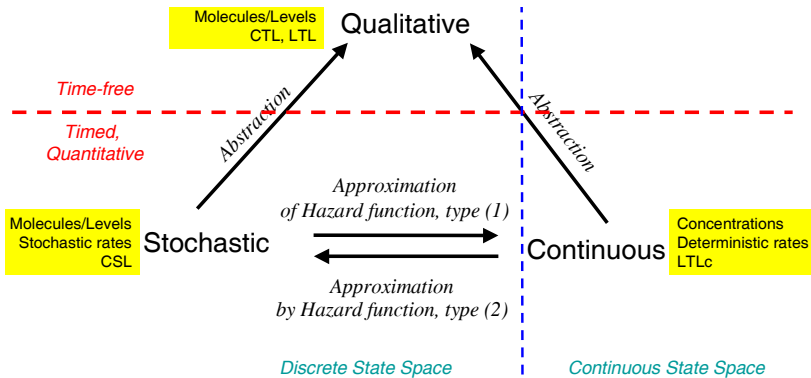 Molecules/Levels
CTL, LTL
Qualitative
Time-free
Timed,
Quantitative
Abstraction
Abstraction
Molecules/Levels
Stochastic rates
CSL
Stochastic
Approximation
of Hazard function, type (1)
Approximation
by Hazard function, type (2)
Continuous
Concentrations
Deterministic rates
LTLc
Discrete State Space
Continuous State Space